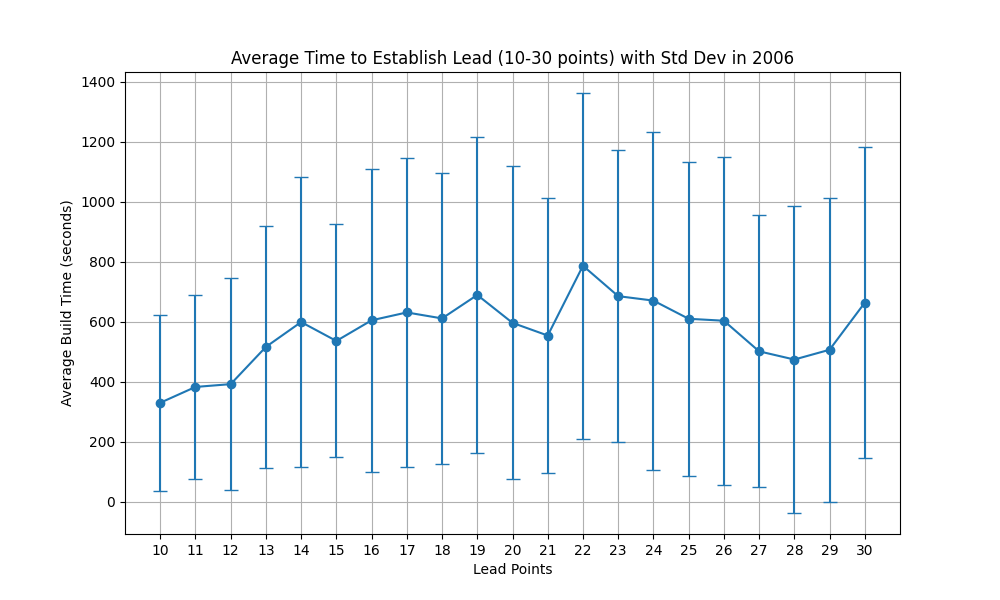 Average Time to Establish Lead (10-30 points) with Std Dev in 2006
Average Build Time (seconds)
1400
1200
1000
800
600
400
200
0
10 11 12 13 14 15 16 17 18 19 20 21 22 23 24 25 26 27 28 29 30
Lead Points